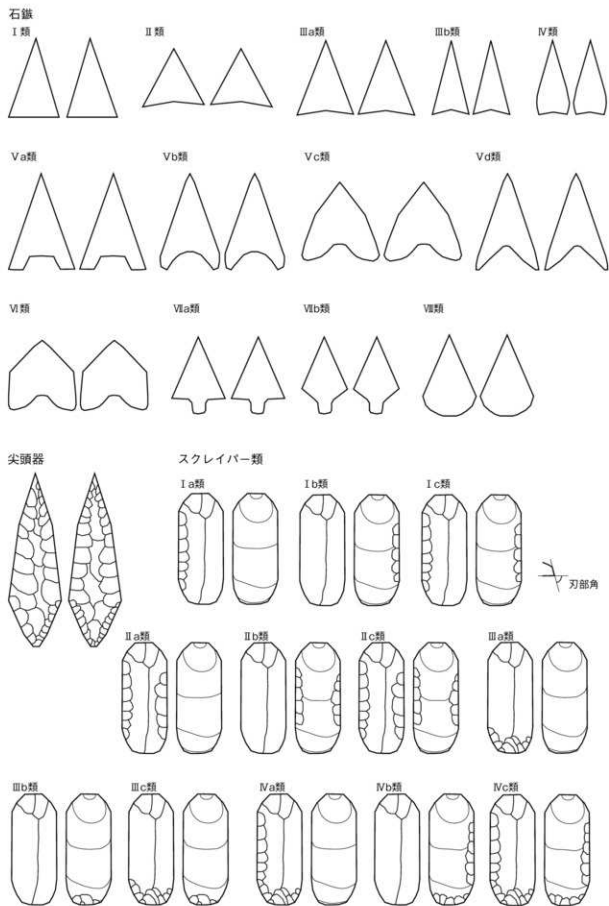 石鏃
Ⅰ類 Ⅱ類 Ⅲa類 Ⅲb類 Ⅳ類
Ⅴa類 Ⅴb類 Ⅴc類 Ⅴd類
Ⅵ類 Ⅶa類 Ⅶb類 Ⅷ類
尖頭器 スクレイパー類
Ⅰa類 Ⅰb類 Ⅰc類
刃部角
Ⅱa類 Ⅱb類 Ⅱc類 Ⅲa類
Ⅲb類 Ⅲc類 Ⅳa類 Ⅳb類 Ⅳc類